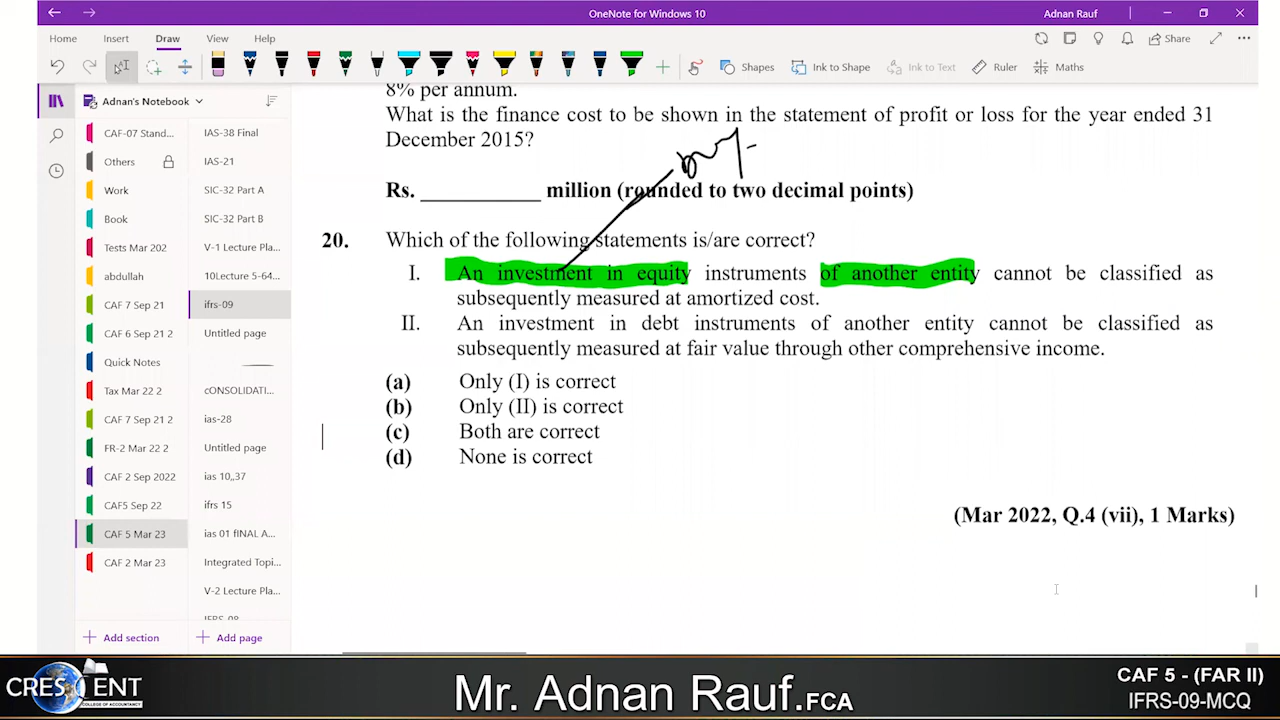 OneNote for Windows 10
Adnan Rauf
Home Insert Draw View Help
Share
Shapes
Ink to Shape
Ink to Text
Ruler
Maths
Adnan's Notebook
CAF-07 Stand...
Others
Work
Book
Tests Mar 202
abdullah
CAF 7 Sep 21
CAF 6 Sep 21 2
Quick Notes
Tax Mar 22 2
CAF 7 Sep 21 2
FR-2 Mar 22 2
CAF 2 Sep 2022
CAF5 Sep 22
CAF 5 Mar 23
CAF 2 Mar 23
Add section
IAS-38 Final
IAS-21
SIC-32 Part A
SIC-32 Part B
V-1 Lecture Pla...
10Lecture 5-64...
ifrs-09
Untitled page
cONSOLIDATI...
ias-28
Untitled page
ias 10,,37
ifrs 15
ias 01 fINAL A...
Integrated Topi...
V-2 Lecture Pla...
IFRS-08
Add page
8% per annum.
What is the finance cost to be shown in the statement of profit or loss for the year ended 31
December 2015?
Rs. ____________ million (rounded to two decimal points)
20. Which of the following statements is/are correct?
I. An investment in equity instruments of another entity cannot be classified as
subsequently measured at amortized cost.
II. An investment in debt instruments of another entity cannot be classified as
subsequently measured at fair value through other comprehensive income.
(a) Only (I) is correct
(b) Only (II) is correct
(c) Both are correct
(d) None is correct
(Mar 2022, Q.4 (vii), 1 Marks)
CRESCENT
COLLEGE OF ACCOUNTANCY
Mr. Adnan Rauf.FCA
CAF 5 - (FAR II)
IFRS-09-MCQ